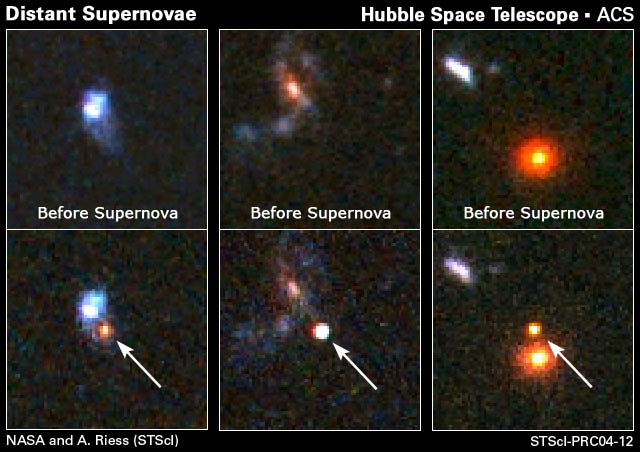 Distant Supernovae
Hubble Space Telescope ▪ ACS
Before Supernova
Before Supernova
Before Supernova
NASA and A. Riess (STScI)
STScI-PRC04-12